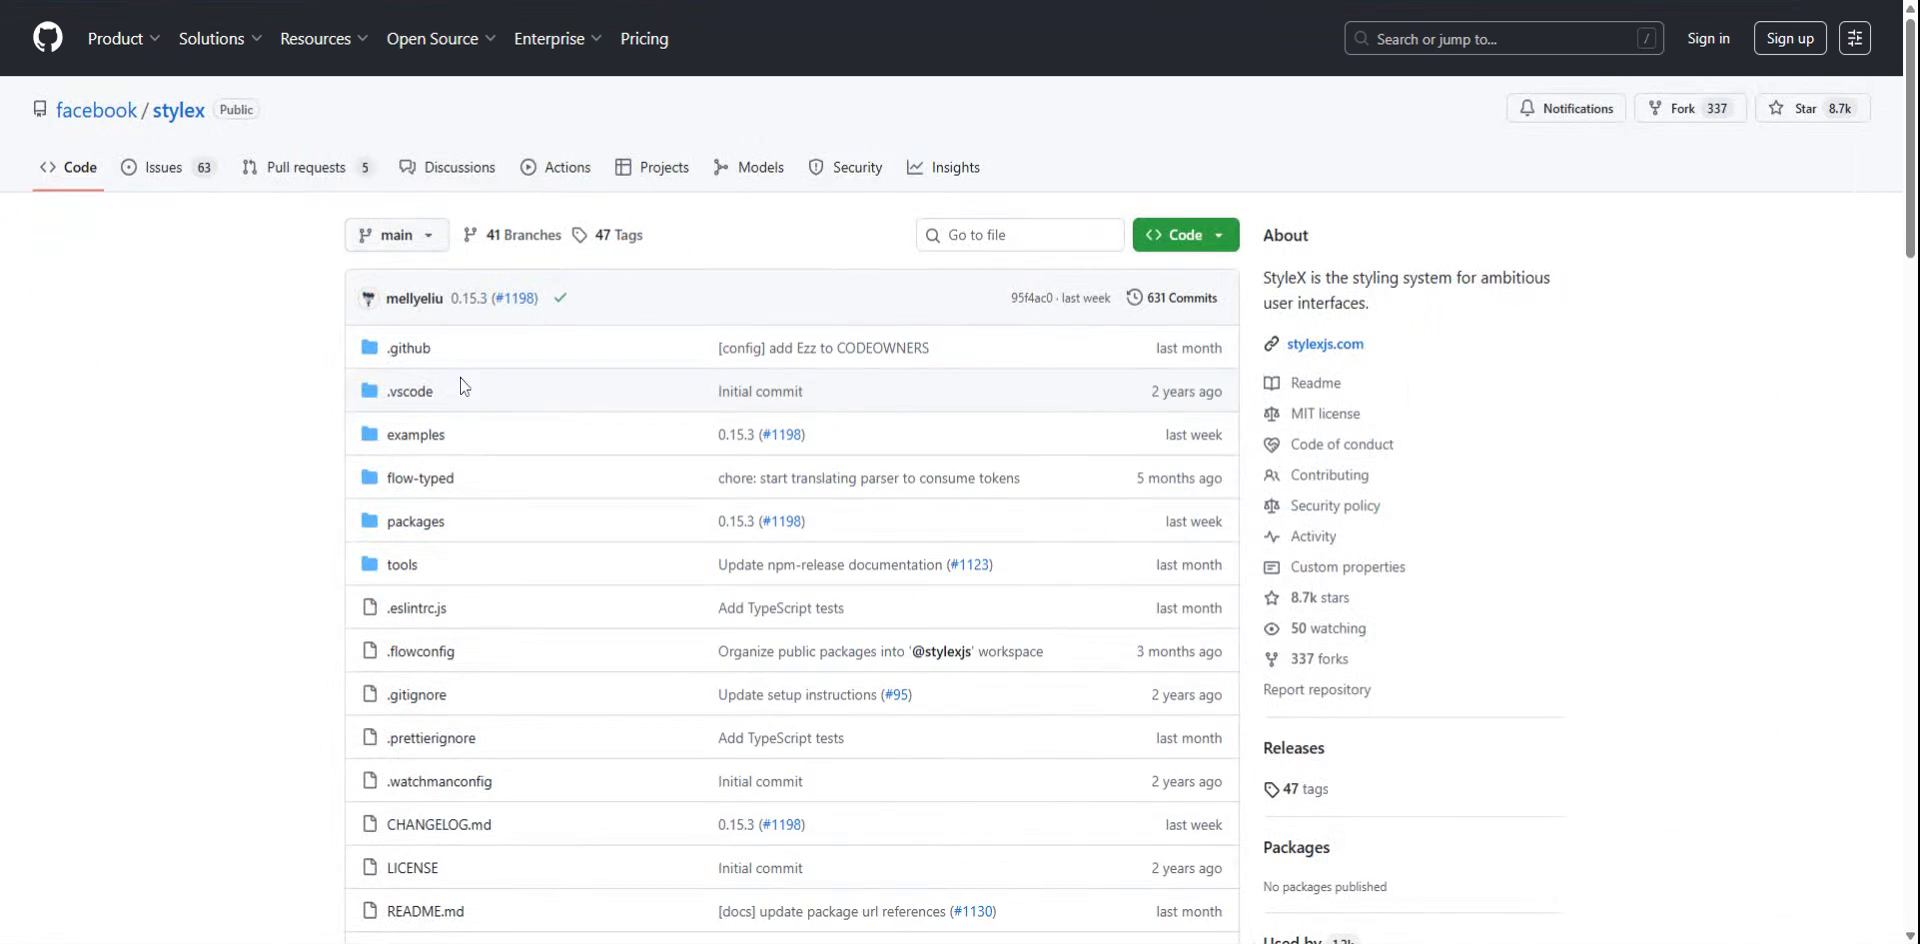 Product Solutions Resources Open Source Enterprise Pricing Search or jump to... / Sign in Sign up
facebook / stylex Public Notifications Fork 337 Star 8.7k
Code Issues 63 Pull requests 5 Discussions Actions Projects Models Security Insights
main 41 Branches 47 Tags Go to file Code
mellyeliu 0.15.3 (#1198) 95f4ac0 · last week 631 Commits
.github [config] add Ezz to CODEOWNERS last month
.vscode Initial commit 2 years ago
examples 0.15.3 (#1198) last week
flow-typed chore: start translating parser to consume tokens 5 months ago
packages 0.15.3 (#1198) last week
tools Update npm-release documentation (#1123) last month
.eslintrc.js Add TypeScript tests last month
.flowconfig Organize public packages into '@stylexjs' workspace 3 months ago
.gitignore Update setup instructions (#95) 2 years ago
.prettierignore Add TypeScript tests last month
.watchmanconfig Initial commit 2 years ago
CHANGELOG.md 0.15.3 (#1198) last week
LICENSE Initial commit 2 years ago
README.md [docs] update package url references (#1130) last month
About
StyleX is the styling system for ambitious
user interfaces.
stylexjs.com
Readme
MIT license
Code of conduct
Contributing
Security policy
Activity
Custom properties
8.7k stars
50 watching
337 forks
Report repository
Releases
47 tags
Packages
No packages published
Used by